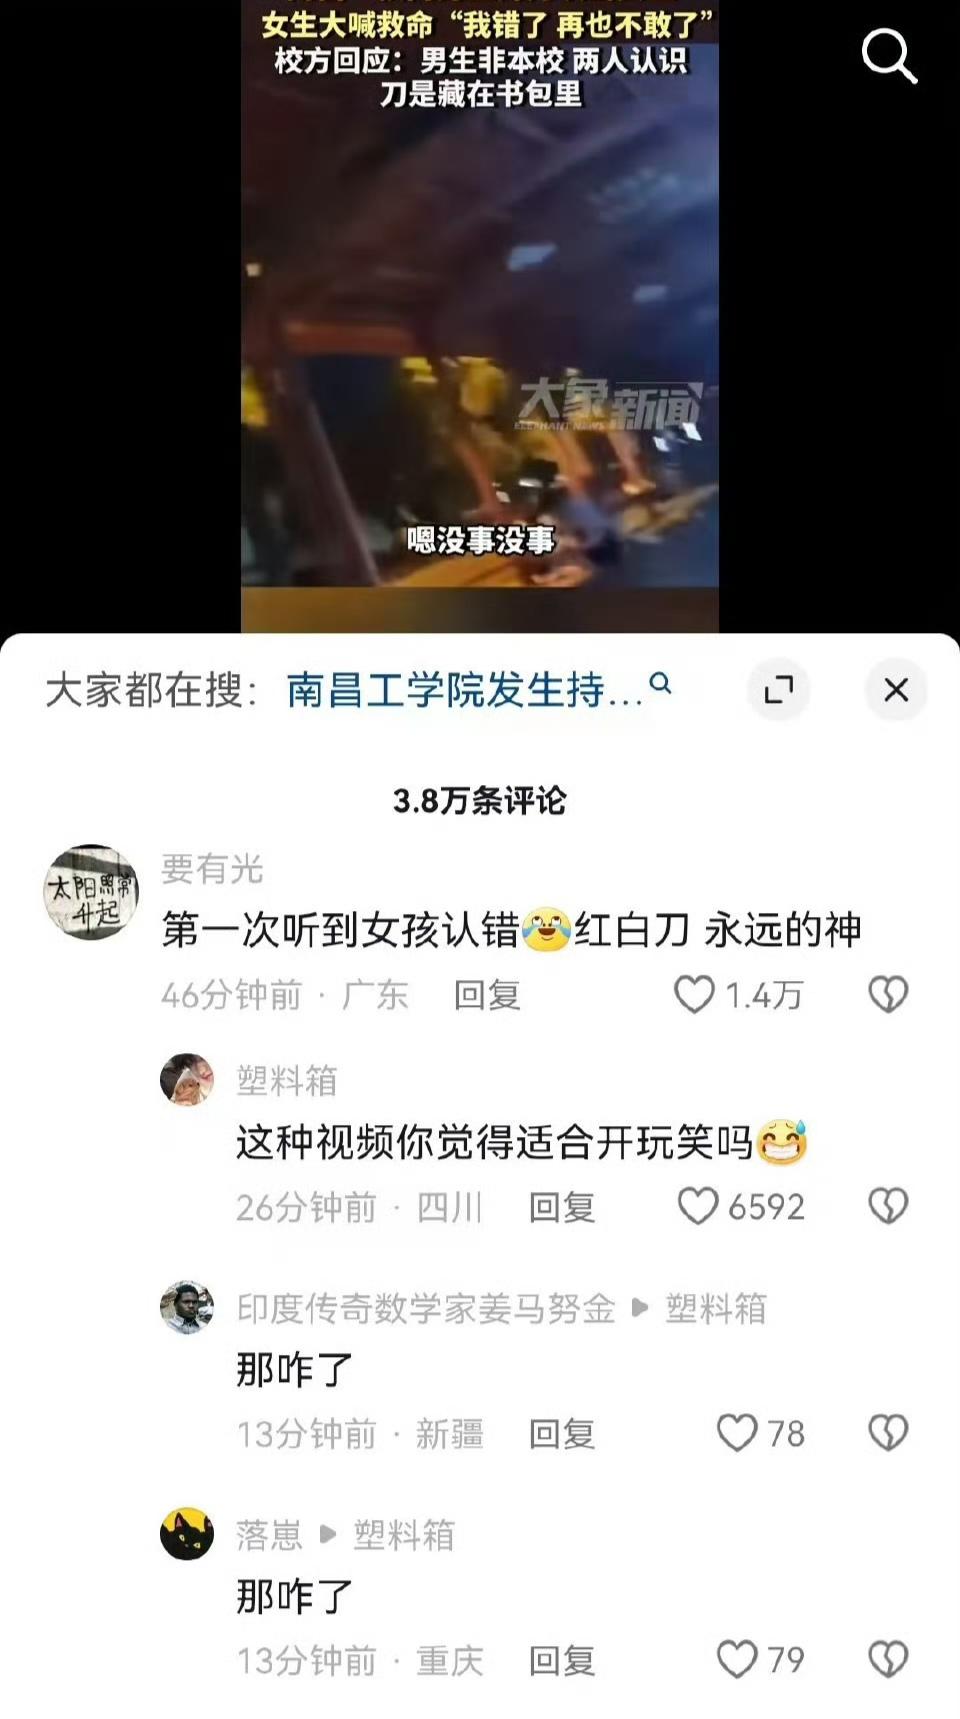 女生大喊救命“我错了 再也不敢了”
校方回应：男生非本校 两人认识
刀是藏在书包里
大象新闻
ELEPHANT NEWS
嗯没事没事
大家都在搜：南昌工学院发生持...
3.8万条评论
太阳照常升起
要有光
第一次听到女孩认错😂红白刀 永远的神
46分钟前 · 广东 回复 1.4万
塑料箱
这种视频你觉得适合开玩笑吗😅
26分钟前 · 四川 回复 6592
印度传奇数学家姜马努金 ▶ 塑料箱
那咋了
13分钟前 · 新疆 回复 78
落崽 ▶ 塑料箱
那咋了
13分钟前 · 重庆 回复 79